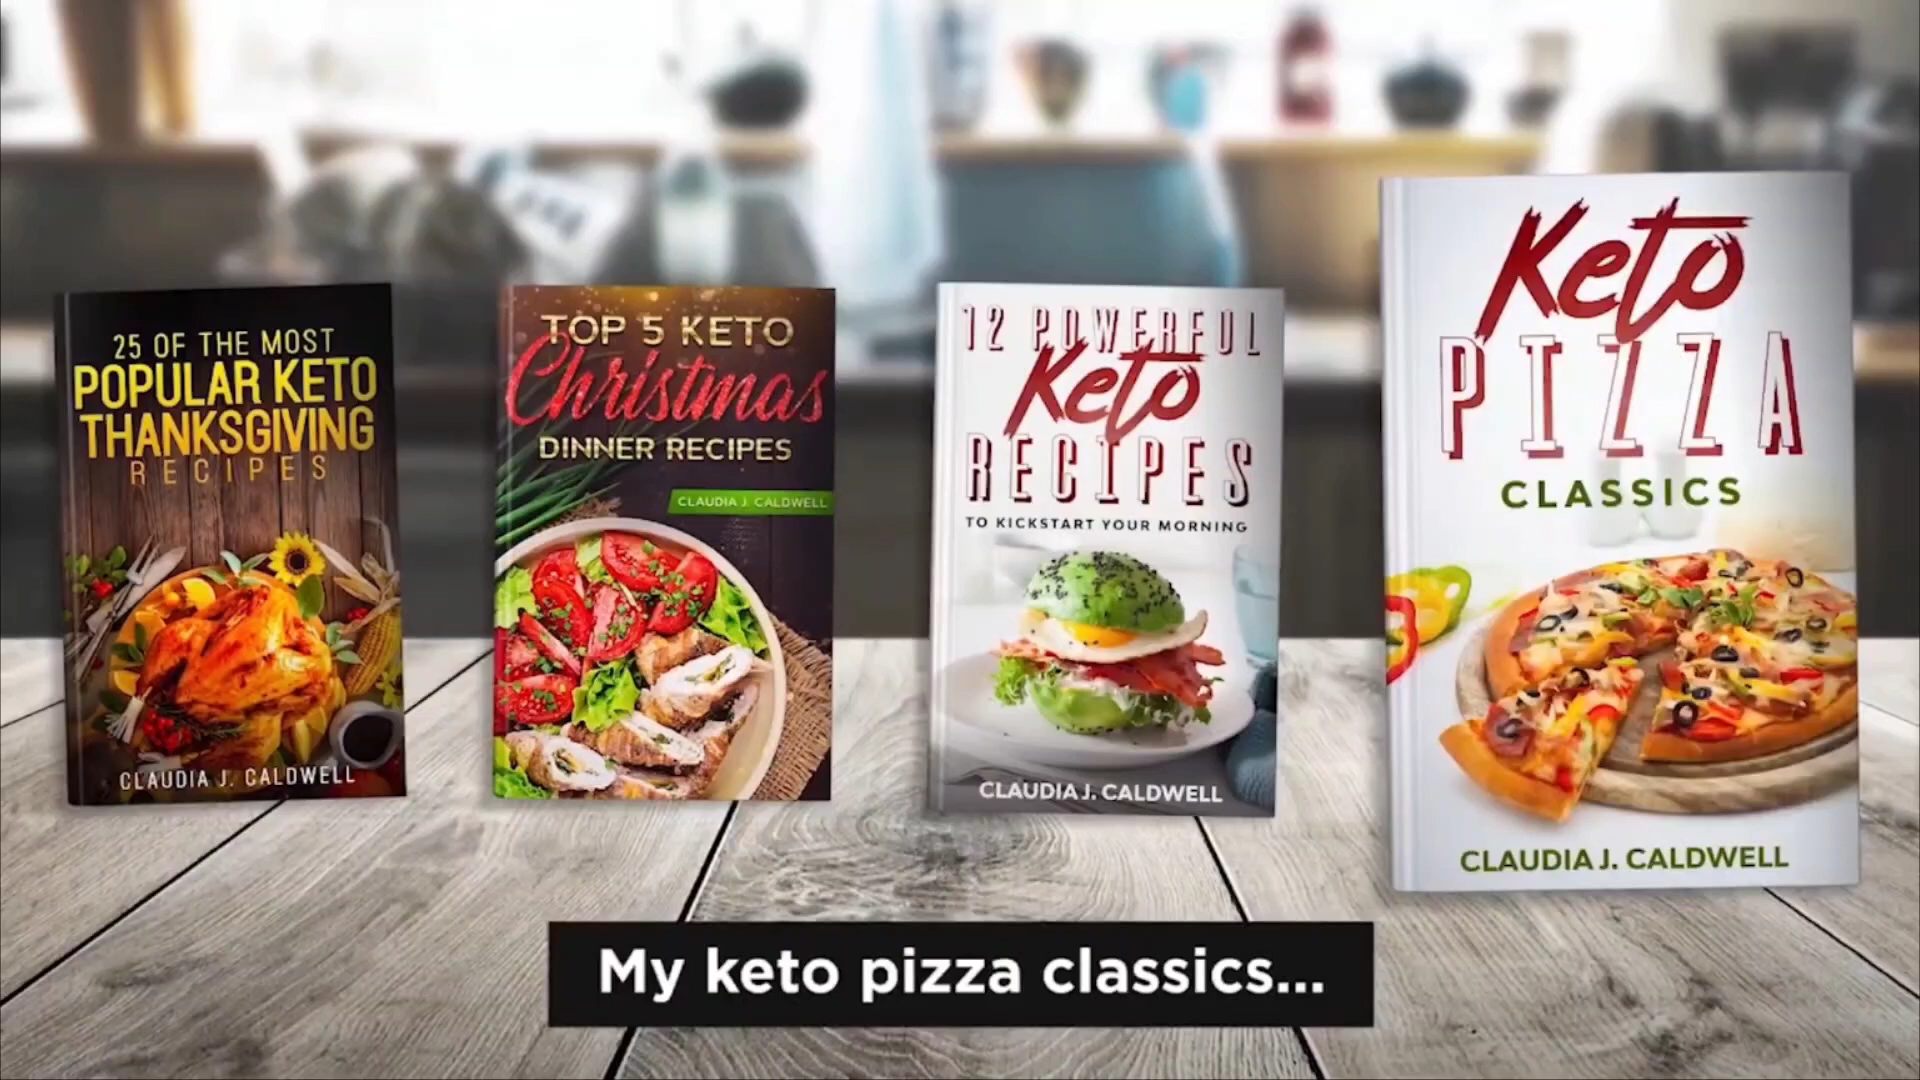 25 OF THE MOST
POPULAR KETO
THANKSGIVING
RECIPES
CLAUDIA J. CALDWELL
TOP 5 KETO
Christmas
DINNER RECIPES
CLAUDIA J. CALDWELL
12 POWERFUL
Keto
RECIPES
TO KICKSTART YOUR MORNING
CLAUDIA J. CALDWELL
Keto
PIZZA
CLASSICS
CLAUDIA J. CALDWELL
My keto pizza classics...